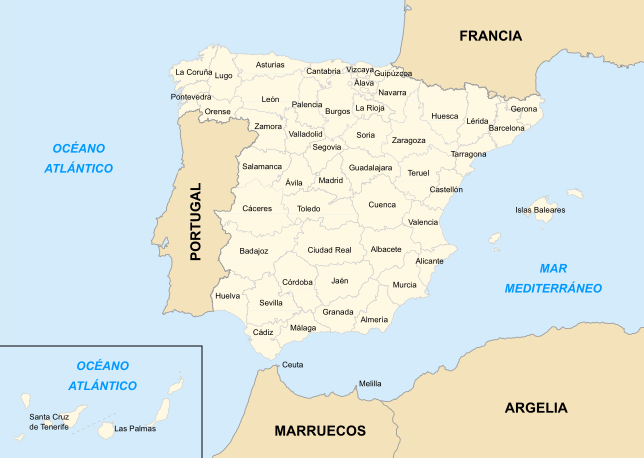 FRANCIA
Asturias
Cantabria
Vizcaya
Guipúzcoa
La Coruña
Lugo
Álava
Navarra
Pontevedra
León
Palencia
Burgos
La Rioja
Huesca
Lérida
Gerona
Orense
Zamora
Valladolid
Soria
Zaragoza
Barcelona
OCÉANO
ATLÁNTICO
Segovia
Tarragona
Salamanca
Ávila
Madrid
Guadalajara
Teruel
Castellón
PORTUGAL
Cáceres
Toledo
Cuenca
Valencia
Islas Baleares
Badajoz
Ciudad Real
Albacete
Alicante
MAR
MEDITERRÁNEO
Huelva
Sevilla
Córdoba
Jaén
Murcia
Cádiz
Málaga
Granada
Almería
Ceuta
Melilla
OCÉANO
ATLÁNTICO
Santa Cruz
de Tenerife
Las Palmas
MARRUECOS
ARGELIA